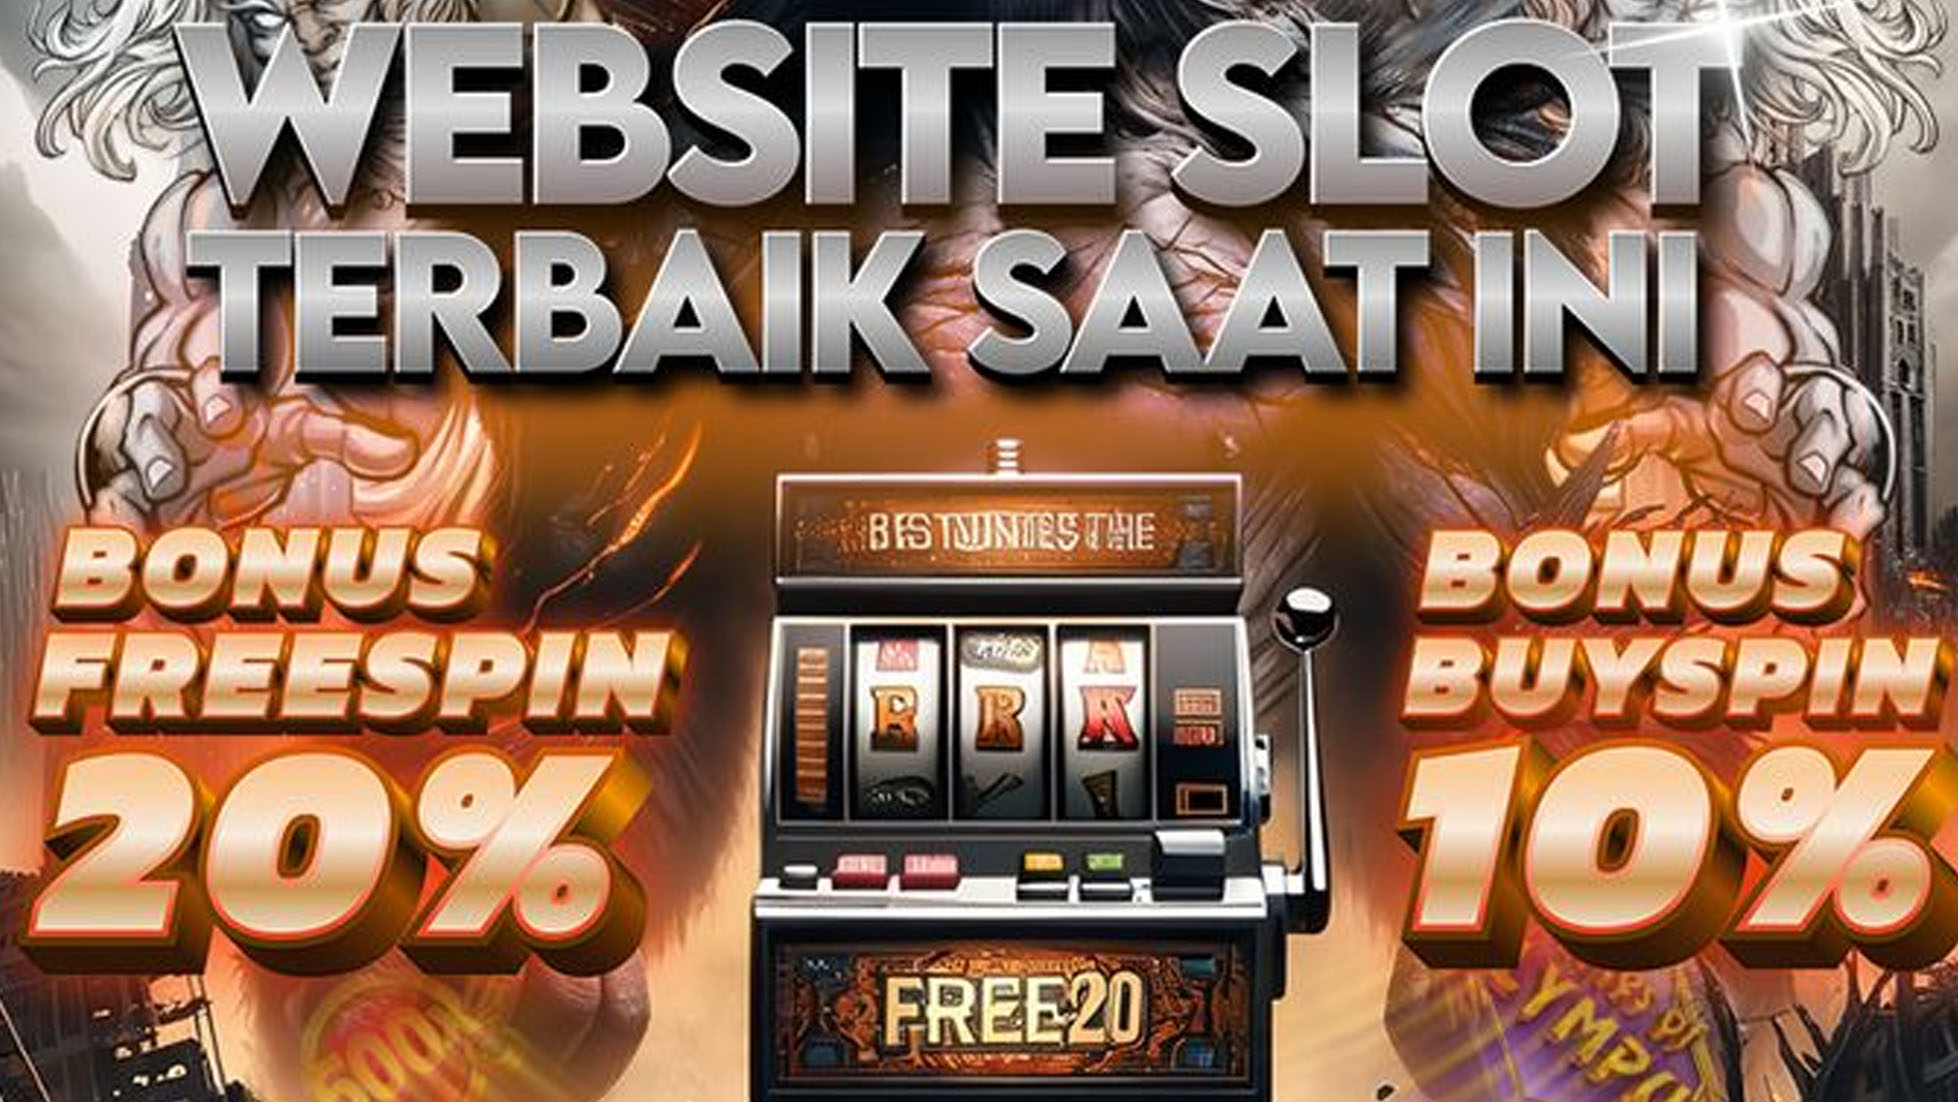 WEBSITE SLOT
TERBAIK SAAT INI
BONUS
FREESPIN
20%
BONUS
BUYSPIN
10%
FREE20